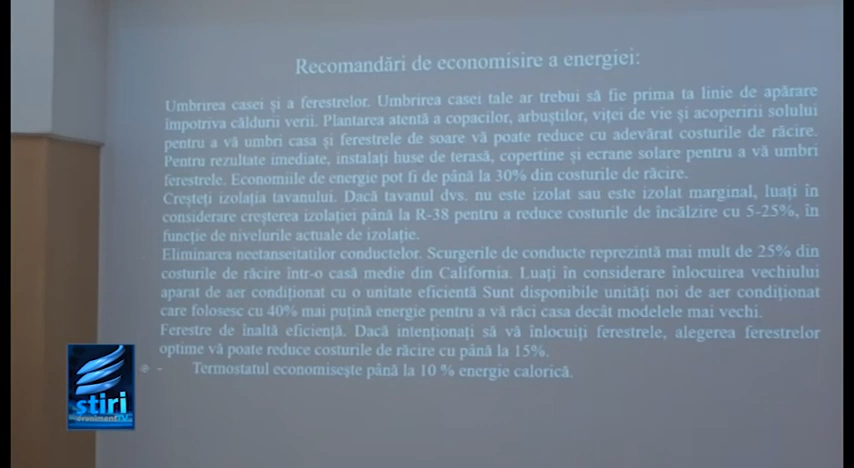 Recomandări de economisire a energiei:
Umbrirea casei și a ferestrelor. Umbrirea casei tale ar trebui să fie prima ta linie de apărare
împotriva căldurii verii. Plantarea atentă a copacilor, arbuștilor, viței de vie și acoperirii solului
pentru a vă umbri casa și ferestrele de soare vă poate reduce cu adevărat costurile de răcire.
Pentru rezultate imediate, instalați huse de terasă, copertine și ecrane solare pentru a vă umbri
ferestrele. Economiile de energie pot fi de până la 30% din costurile de răcire.
Creșteți izolația tavanului. Dacă tavanul dvs. nu este izolat sau este izolat marginal, luați în
considerare creșterea izolației până la R-38 pentru a reduce costurile de încălzire cu 5-25%, în
funcție de nivelurile actuale de izolație.
Eliminarea neetanseitatilor conductelor. Scurgerile de conducte reprezintă mai mult de 25% din
costurile de răcire într-o casă medie din California. Luați în considerare înlocuirea vechiului
aparat de aer condiționat cu o unitate eficientă Sunt disponibile unități noi de aer condiționat
care folosesc cu 40% mai puțină energie pentru a vă răci casa decât modelele mai vechi.
Ferestre de înaltă eficiență. Dacă intenționați să vă înlocuiți ferestrele, alegerea ferestrelor
optime vă poate reduce costurile de răcire cu până la 15%.
- Termostatul economisește până la 10 % energie calorică.
știri
evenimentTV